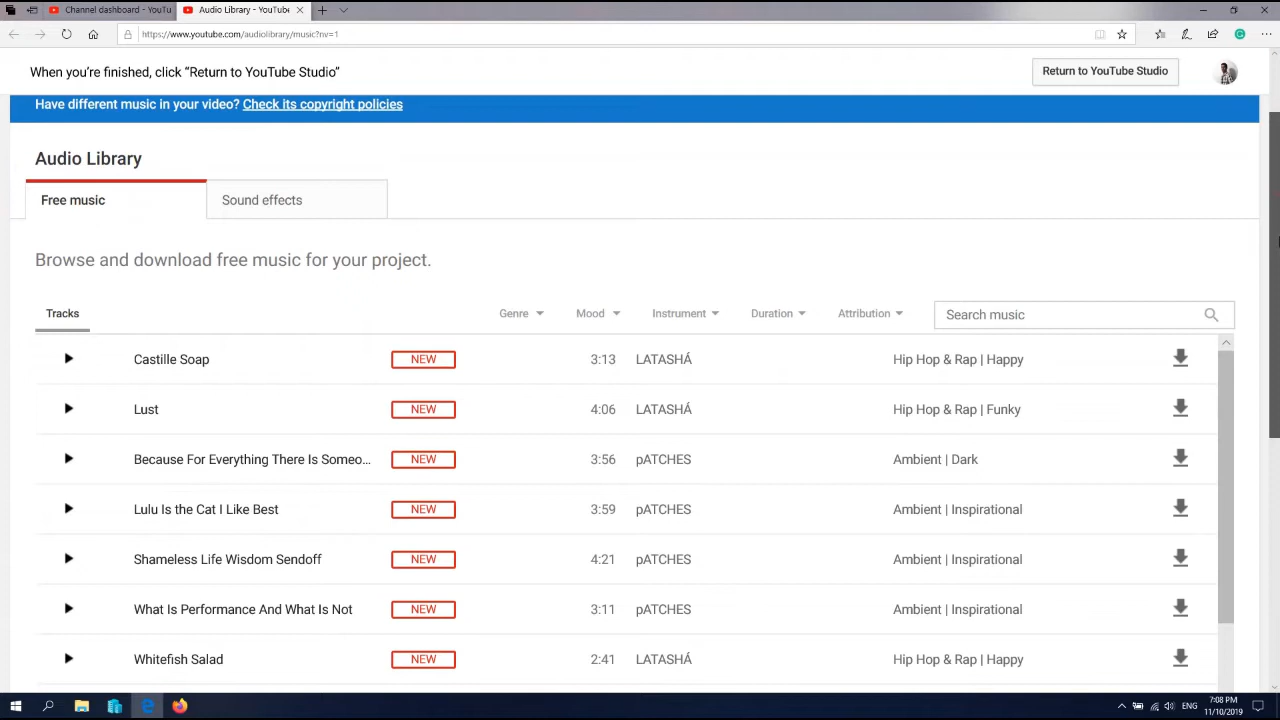 Channel dashboard - YouTu
Audio Library - YouTube
https://www.youtube.com/audiolibrary/music?nv=1
When you're finished, click “Return to YouTube Studio”
Return to YouTube Studio
Have different music in your video? Check its copyright policies
Audio Library
Free music
Sound effects
Browse and download free music for your project.
Tracks Genre Mood Instrument Duration Attribution Search music
Castille Soap NEW 3:13 LATASHÁ Hip Hop & Rap | Happy
Lust NEW 4:06 LATASHÁ Hip Hop & Rap | Funky
Because For Everything There Is Someo... NEW 3:56 pATCHES Ambient | Dark
Lulu Is the Cat I Like Best NEW 3:59 pATCHES Ambient | Inspirational
Shameless Life Wisdom Sendoff NEW 4:21 pATCHES Ambient | Inspirational
What Is Performance And What Is Not NEW 3:11 pATCHES Ambient | Inspirational
Whitefish Salad NEW 2:41 LATASHÁ Hip Hop & Rap | Happy
ENG
7:08 PM
11/10/2019